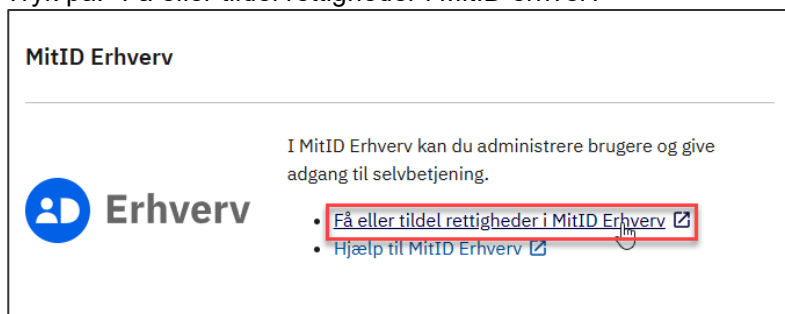 MitID Erhverv
I MitID Erhverv kan du administrere brugere og give
adgang til selvbetjening.
Erhverv
• Få eller tildel rettigheder i MitID Erhverv
• Hjælp til MitID Erhverv